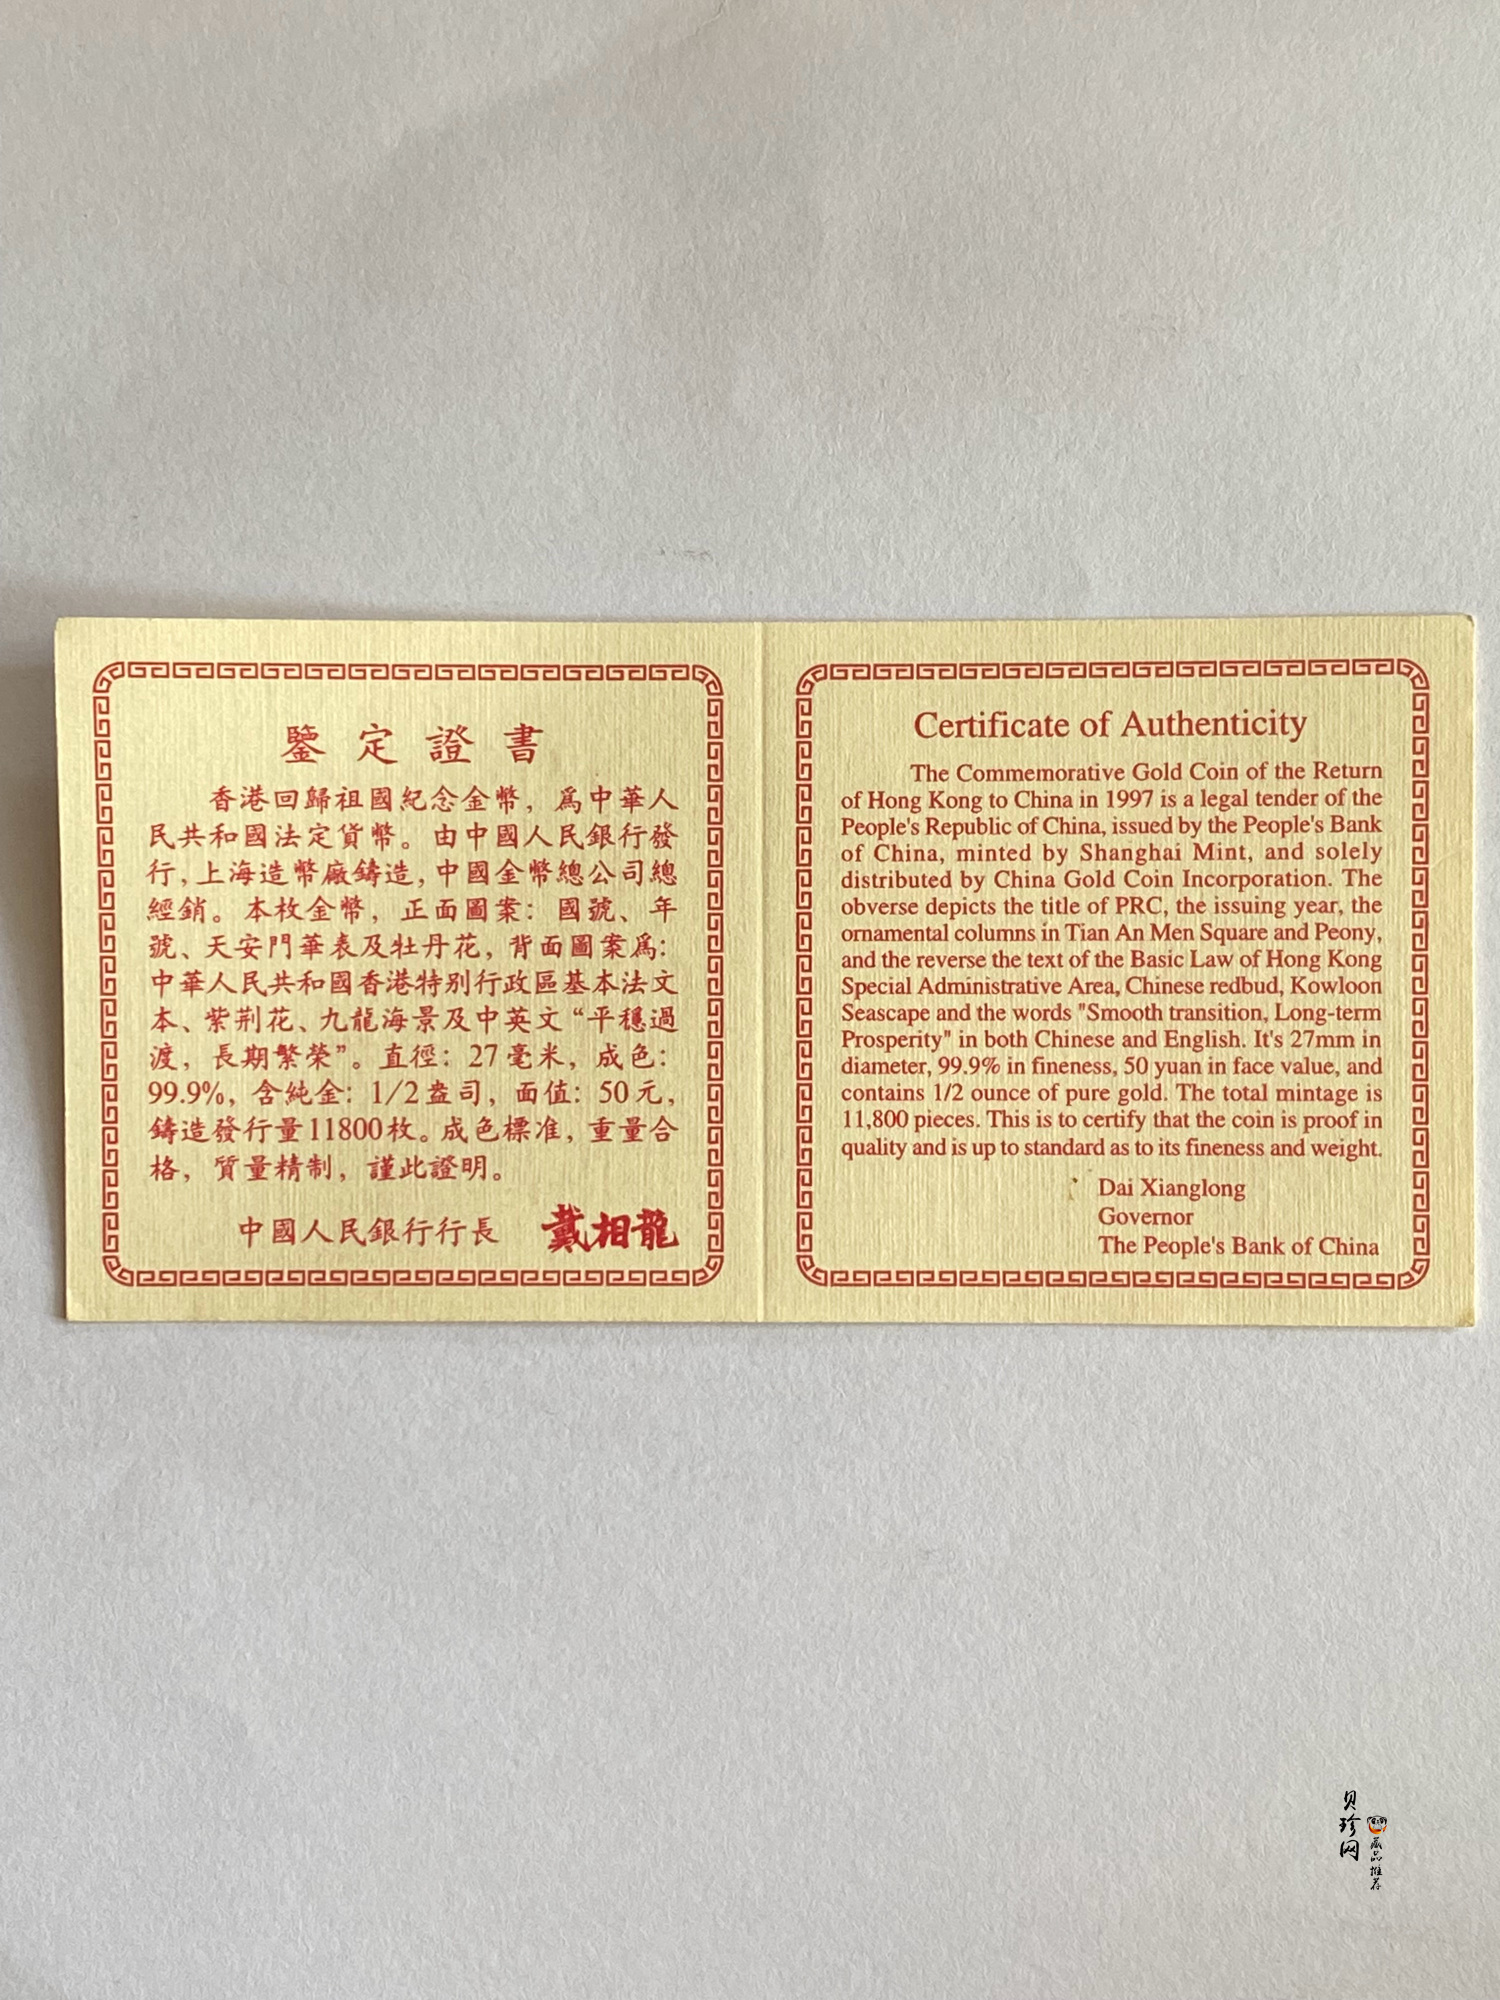 鑒定證書
香港回歸祖國紀念金幣，爲中華人
民共和國法定貨幣。由中國人民銀行發
行，上海造幣廠鑄造，中國金幣總公司總
經銷。本枚金幣，正面圖案：國號、年
號、天安門華表及牡丹花，背面圖案爲：
中華人民共和國香港特别行政區基本法文
本、紫荆花、九龍海景及中英文“平穩過
渡，長期繁榮”。直徑：27毫米，成色：
99.9%，含純金：1/2盎司，面值：50元，
鑄造發行量11800枚。成色標准，重量合
格，質量精制，謹此證明。
中國人民銀行行長 戴相龍
Certificate of Authenticity
The Commemorative Gold Coin of the Return
of Hong Kong to China in 1997 is a legal tender of the
People's Republic of China, issued by the People's Bank
of China, minted by Shanghai Mint, and solely
distributed by China Gold Coin Incorporation. The
obverse depicts the title of PRC, the issuing year, the
ornamental columns in Tian An Men Square and Peony,
and the reverse the text of the Basic Law of Hong Kong
Special Administrative Area, Chinese redbud, Kowloon
Seascape and the words "Smooth transition, Long-term
Prosperity" in both Chinese and English. It's 27mm in
diameter, 99.9% in fineness, 50 yuan in face value, and
contains 1/2 ounce of pure gold. The total mintage is
11,800 pieces. This is to certify that the coin is proof in
quality and is up to standard as to its fineness and weight.
Dai Xianglong
Governor
The People's Bank of China
贝珍网
藏品推荐